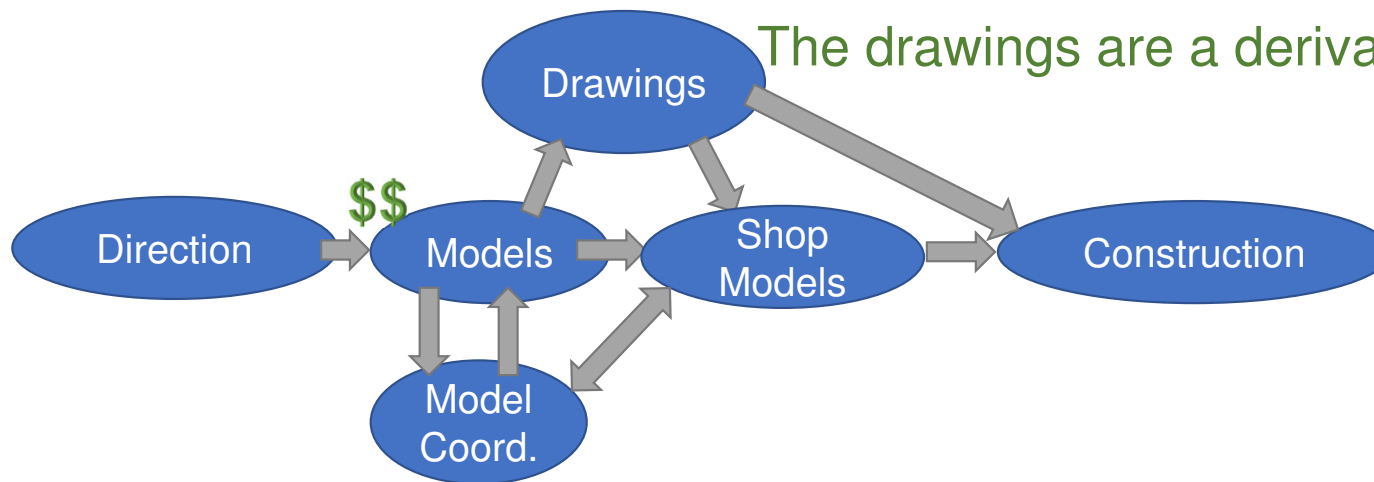 The drawings are a deriva
Drawings
$$
Direction
Models
Shop
Models
Construction
Model
Coord.